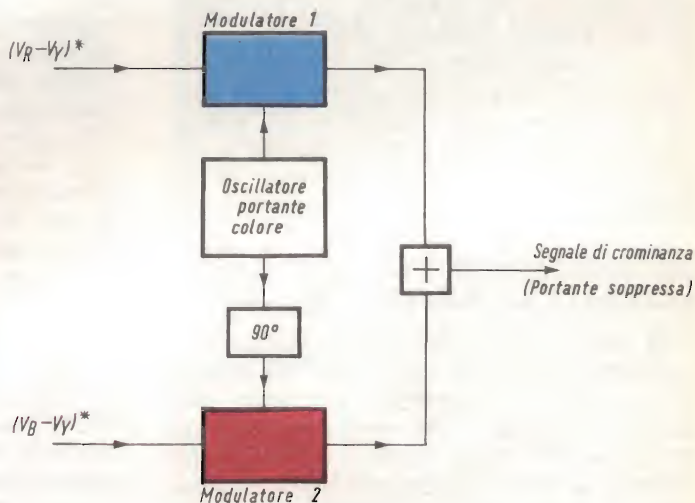 Modulatore 1
(V_R–V_Y)*
Oscillatore
portante
colore
Segnale di crominanza
(Portante soppressa)
+
90°
(V_B–V_Y)*
Modulatore 2